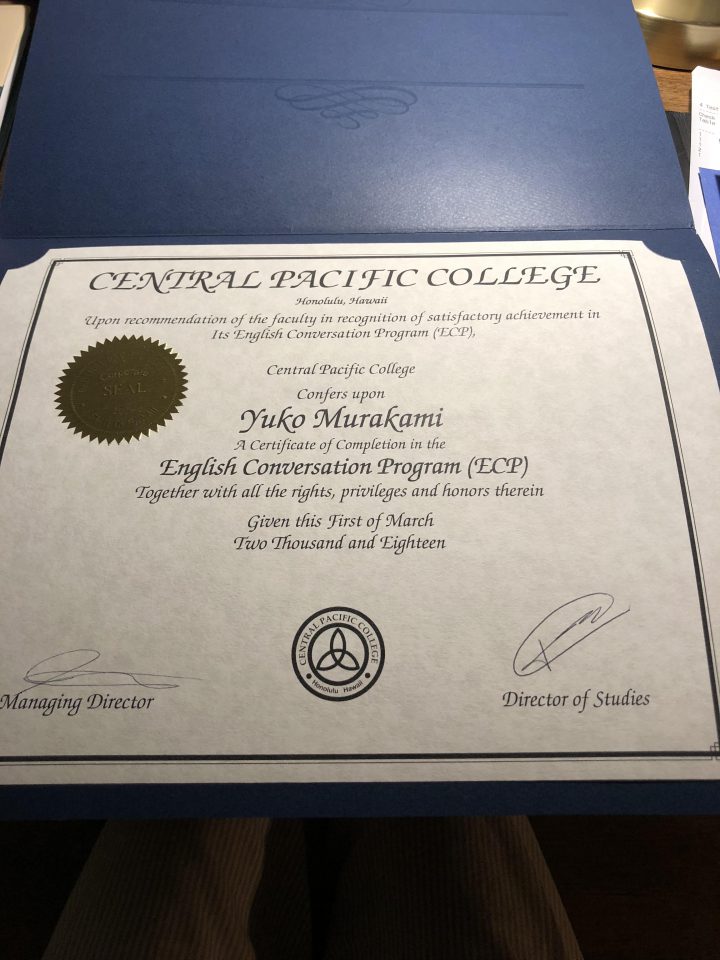 CENTRAL PACIFIC COLLEGE
Honolulu, Hawaii
Upon recommendation of the faculty in recognition of satisfactory achievement in
Its English Conversation Program (ECP),
Central Pacific College
Confers upon
Yuko Murakami
A Certificate of Completion in the
English Conversation Program (ECP)
Together with all the rights, privileges and honors therein
Given this First of March
Two Thousand and Eighteen
SEAL
CENTRAL PACIFIC COLLEGE
Honolulu Hawaii
Managing Director
Director of Studies
Check
Table